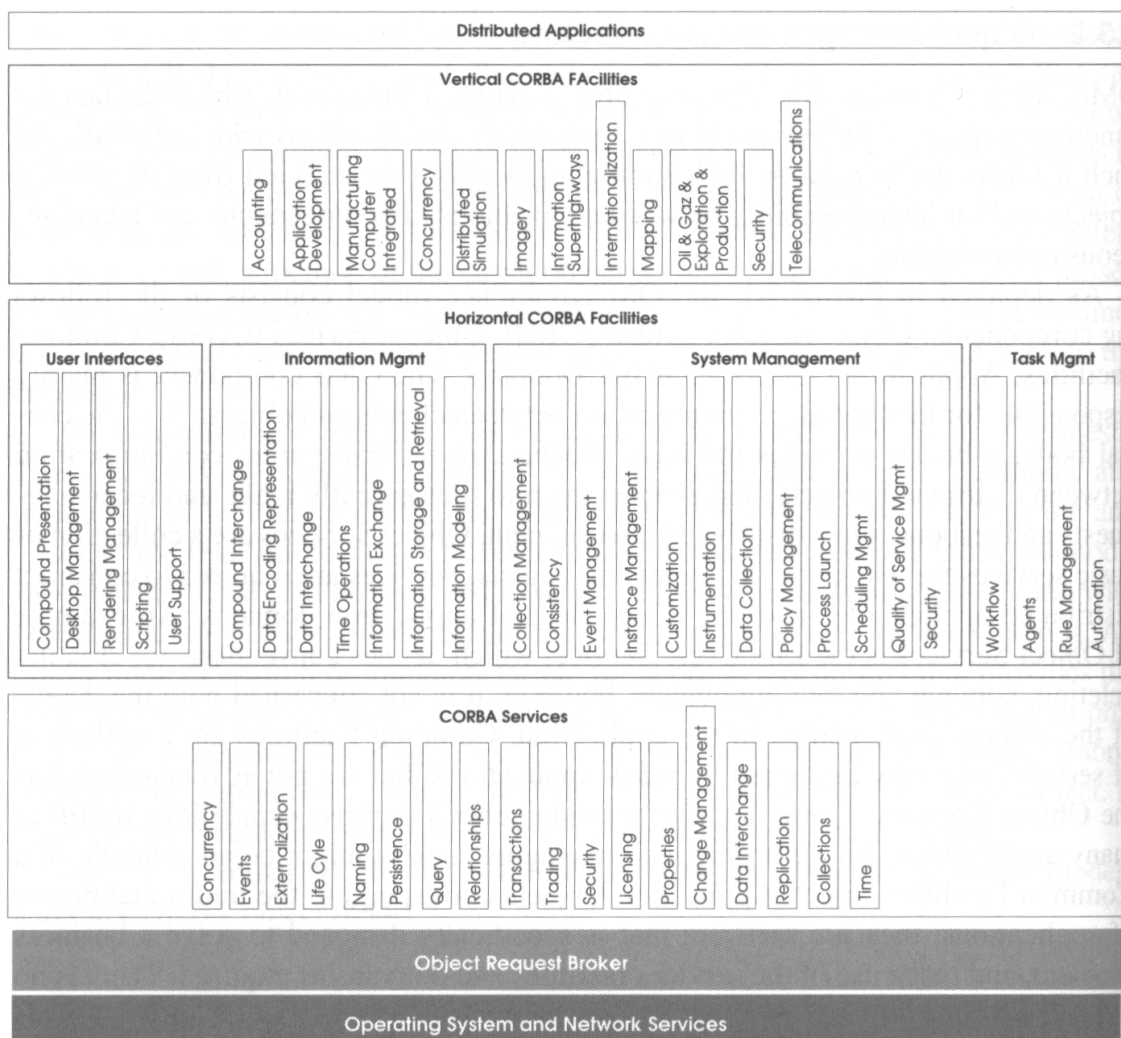 Distributed Applications
Vertical CORBA FAcilities
Accounting
Application
Development
Manufacturing
Computer
Integrated
Concurrency
Distributed
Simulation
Imagery
Information
Superhighways
Internationalization
Mapping
Oil & Gaz &
Exploration &
Production
Security
Telecommunications
Horizontal CORBA Facilities
User Interfaces
Compound Presentation
Desktop Management
Rendering Management
Scripting
User Support
Information Mgmt
Compound Interchange
Data Encoding Representation
Data Interchange
Time Operations
Information Exchange
Information Storage and Retrieval
Information Modeling
System Management
Collection Management
Consistency
Event Management
Instance Management
Customization
Instrumentation
Data Collection
Policy Management
Process Launch
Scheduling Mgmt
Quality of Service Mgmt
Security
Task Mgmt
Workflow
Agents
Rule Management
Automation
CORBA Services
Concurrency
Events
Externalization
Life Cyle
Naming
Persistence
Query
Relationships
Transactions
Trading
Security
Licensing
Properties
Change Management
Data Interchange
Replication
Collections
Time
Object Request Broker
Operating System and Network Services